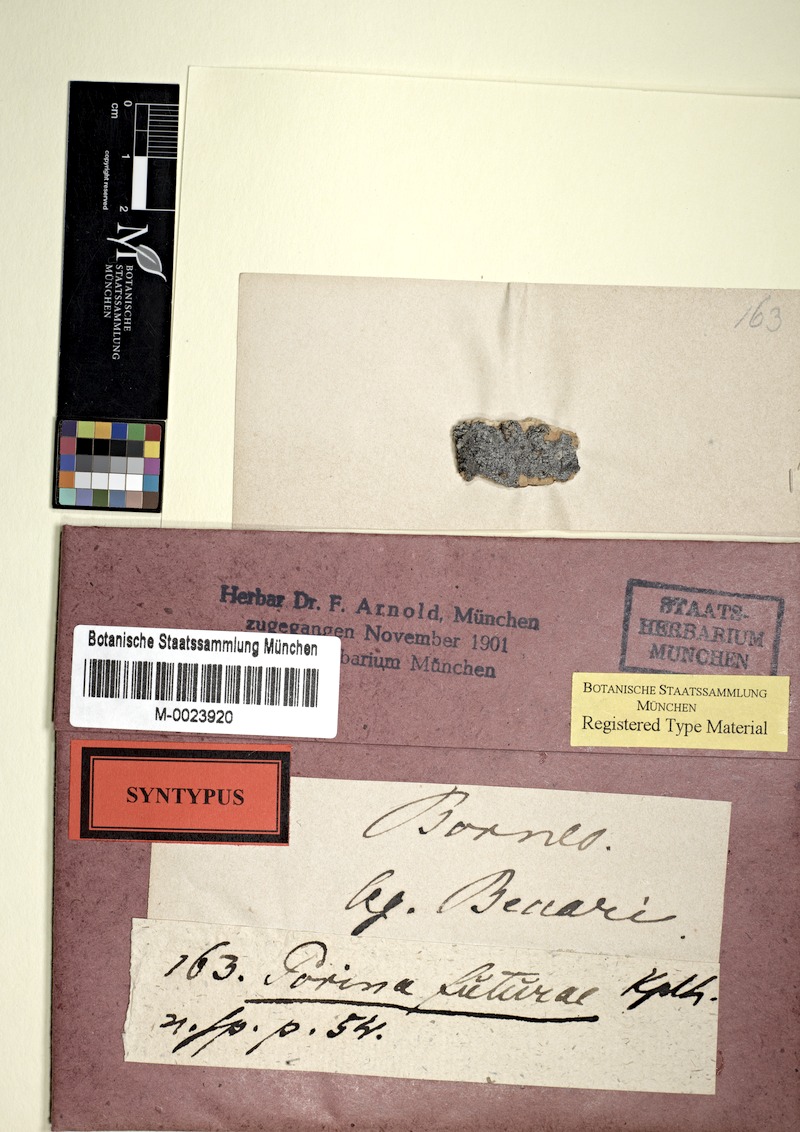 0
1
2
cm
copyright reserved
M
BOTANISCHE
STAATSSAMMLUNG
MÜNCHEN
163
Herbar Dr. F. Arnold, München
zugegangen November 1901
barium München
STAATS-
HERBARIUM
MÜNCHEN
Botanische Staatssammlung München
M-0023920
BOTANISCHE STAATSSAMMLUNG
MÜNCHEN
Registered Type Material
SYNTYPUS
Borneo.
leg. Beccari.
163. Porina futurae Kplh.
n. sp. p. 54.